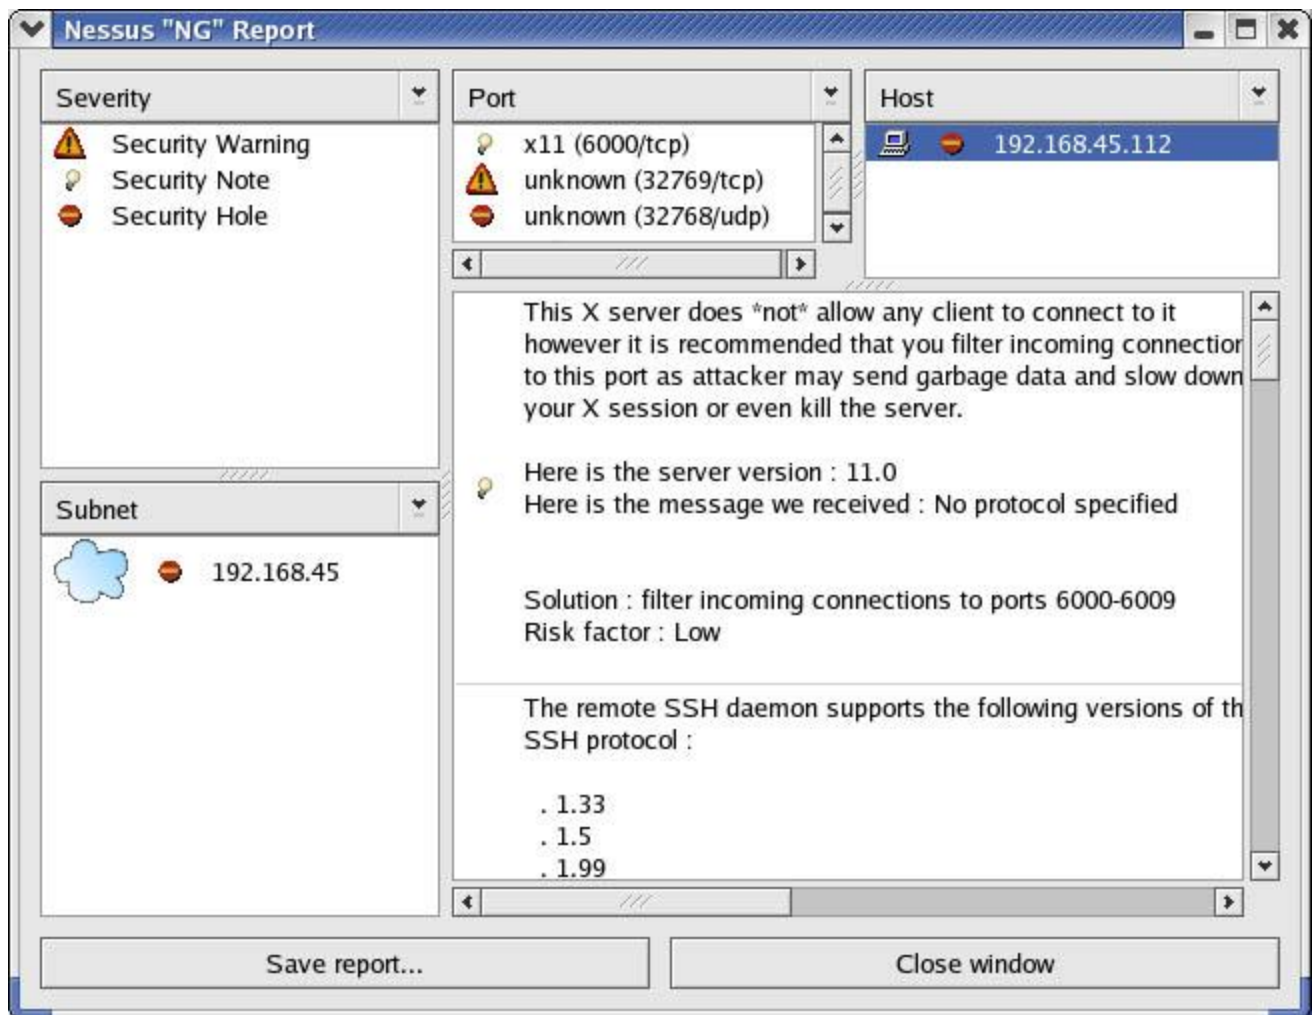 Nessus "NG" Report
Severity
Security Warning
Security Note
Security Hole
Port
x11 (6000/tcp)
unknown (32769/tcp)
unknown (32768/udp)
Host
192.168.45.112
Subnet
192.168.45
This X server does *not* allow any client to connect to it
however it is recommended that you filter incoming connection
to this port as attacker may send garbage data and slow down
your X session or even kill the server.
Here is the server version : 11.0
Here is the message we received : No protocol specified
Solution : filter incoming connections to ports 6000-6009
Risk factor : Low
The remote SSH daemon supports the following versions of th
SSH protocol :
. 1.33
. 1.5
. 1.99
Save report...
Close window